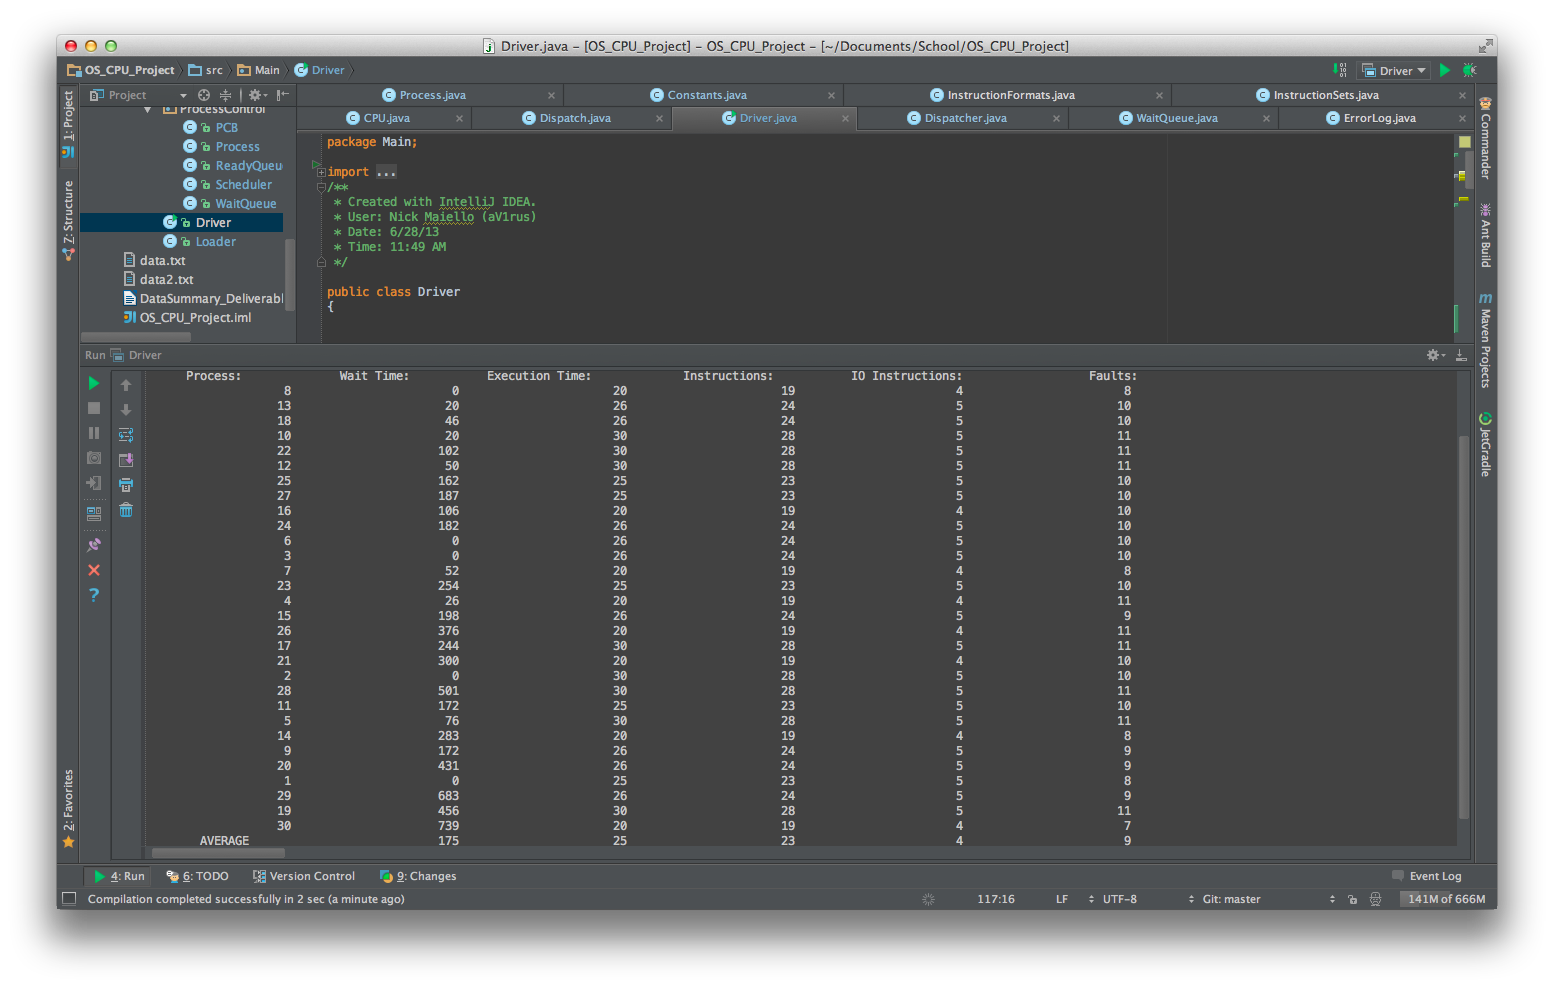 Driver.java – [OS_CPU_Project] – OS_CPU_Project – [~/Documents/School/OS_CPU_Project]
OS_CPU_Project src Main Driver Driver
1: Project
Z: Structure
2: Favorites
Project
ProcessControl
PCB
Process
ReadyQueu
Scheduler
WaitQueue
Driver
Loader
data.txt
data2.txt
DataSummary_Deliverabl
OS_CPU_Project.iml
Process.java Constants.java InstructionFormats.java InstructionSets.java
CPU.java Dispatch.java Driver.java Dispatcher.java WaitQueue.java ErrorLog.java
package Main;
import ...
/**
* Created with IntelliJ IDEA.
* User: Nick Maiello (aV1rus)
* Date: 6/28/13
* Time: 11:49 AM
*/
public class Driver
{
Commander
Ant Build
Maven Projects
JetGradle
Run Driver
Process: Wait Time: Execution Time: Instructions: IO Instructions: Faults:
8 0 20 19 4 8
13 20 26 24 5 10
18 46 26 24 5 10
10 20 30 28 5 11
22 102 30 28 5 11
12 50 30 28 5 11
25 162 25 23 5 10
27 187 25 23 5 10
16 106 20 19 4 10
24 182 26 24 5 10
6 0 26 24 5 10
3 0 26 24 5 10
7 52 20 19 4 8
23 254 25 23 5 10
4 26 20 19 4 11
15 198 26 24 5 9
26 376 20 19 4 11
17 244 30 28 5 11
21 300 20 19 4 10
2 0 30 28 5 10
28 501 30 28 5 11
11 172 25 23 5 10
5 76 30 28 5 11
14 283 20 19 4 8
9 172 26 24 5 9
20 431 26 24 5 9
1 0 25 23 5 8
29 683 26 24 5 9
19 456 30 28 5 11
30 739 20 19 4 7
AVERAGE 175 25 23 4 9
4: Run 6: TODO Version Control 9: Changes Event Log
Compilation completed successfully in 2 sec (a minute ago) 117:16 LF UTF-8 Git: master 141M of 666M